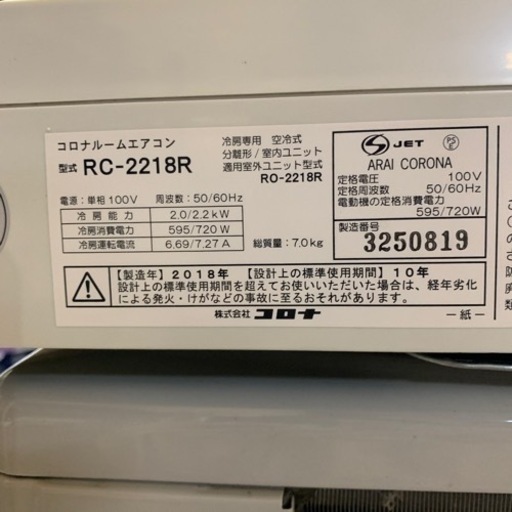 コロナルームエアコン
型式 RC-2218R
冷房専用 空冷式
分離形/室内ユニット
適用室外ユニット型式
RO-2218R
電源:単相100V 周波数:50/60Hz
冷房能力 2.0/2.2kW
冷房消費電力 595/720W
冷房運転電流 6.69/7.27A
総質量:7.0kg
S JET
PS E
ARAI CORONA
定格電圧 100V
定格周波数 50/60Hz
電動機の定格消費電力
595/720W
製造番号
3250819
【製造年】2018年 【設計上の標準使用期間】10年
設計上の標準使用期間を超えてお使いいただいた場合は、経年劣化
による発火・けがなどの事故に至るおそれがあります。
株式会社 コロナ
-紙-